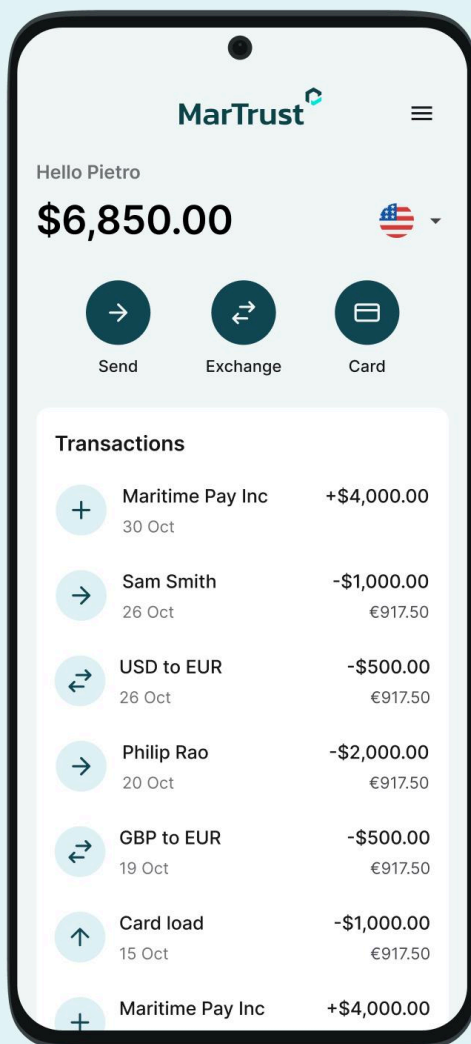 MarTrust
Hello Pietro
$6,850.00
Send Exchange Card
Transactions
Maritime Pay Inc +$4,000.00
30 Oct
Sam Smith -$1,000.00
26 Oct €917.50
USD to EUR -$500.00
26 Oct €917.50
Philip Rao -$2,000.00
20 Oct €917.50
GBP to EUR -$500.00
19 Oct €917.50
Card load -$1,000.00
15 Oct €917.50
Maritime Pay Inc +$4,000.00